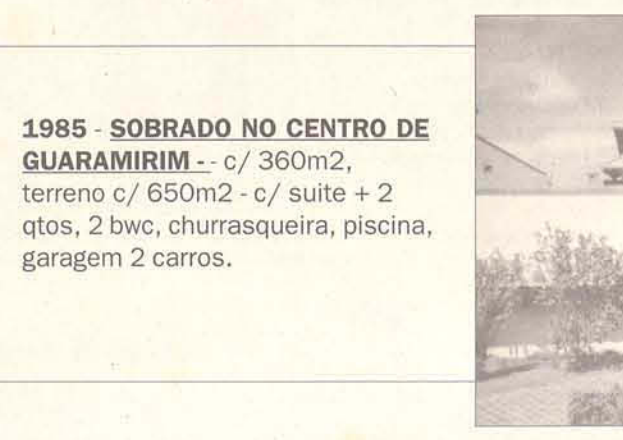 1985 - SOBRADO NO CENTRO DE
GUARAMIRIM - - c/ 360m2,
terreno c/ 650m2 - c/ suite + 2
qtos, 2 bwc, churrasqueira, piscina,
garagem 2 carros.